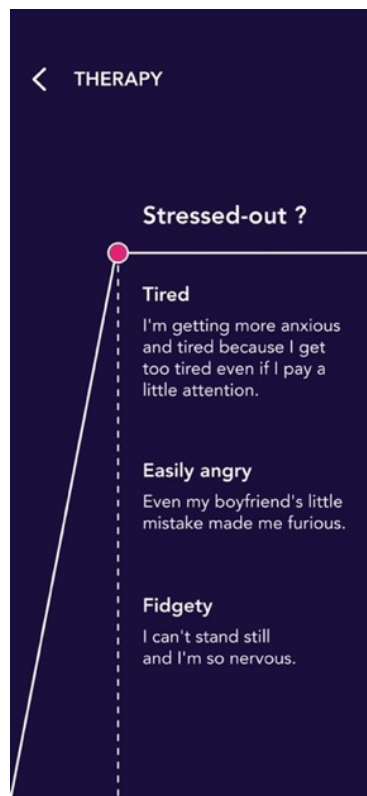 THERAPY
Stressed-out ?
Tired
I'm getting more anxious
and tired because I get
too tired even if I pay a
little attention.
Easily angry
Even my boyfriend's little
mistake made me furious.
Fidgety
I can't stand still
and I'm so nervous.